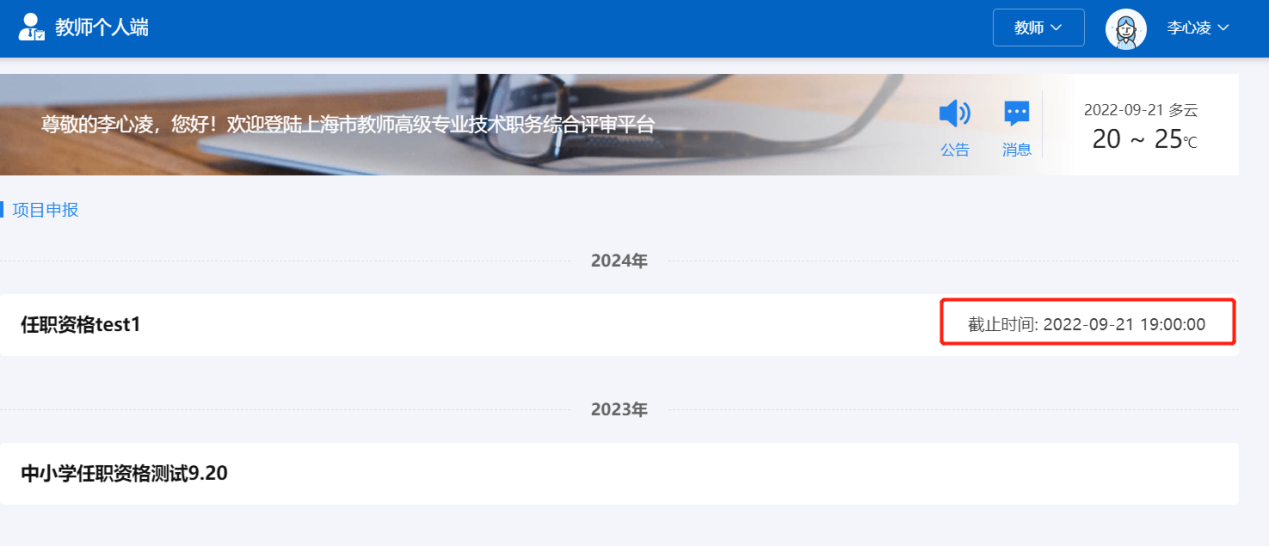 教师个人端
教师
李心凌
尊敬的李心凌，您好！欢迎登陆上海市教师高级专业技术职务综合评审平台
公告
消息
2022-09-21 多云
20 ~ 25℃
项目申报
2024年
任职资格test1
截止时间: 2022-09-21 19:00:00
2023年
中小学任职资格测试9.20